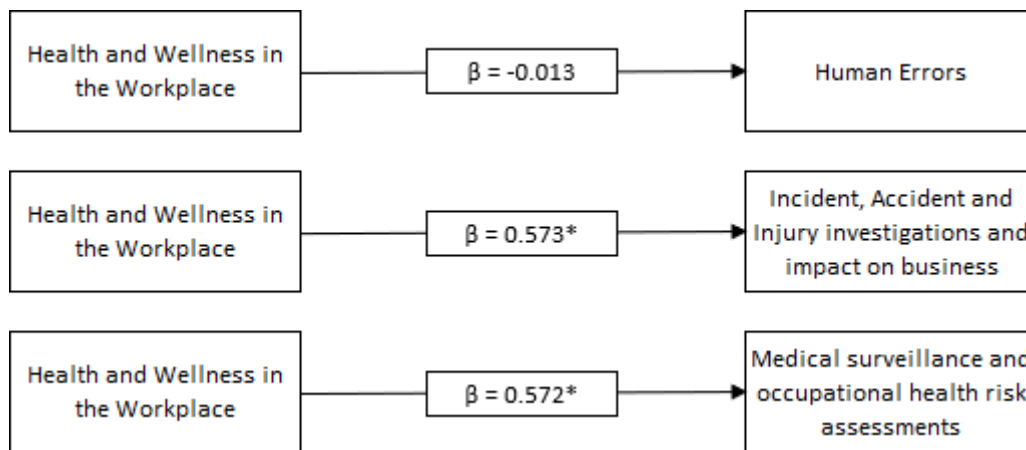 Health and Wellness in
the Workplace
β = -0.013
Human Errors
Health and Wellness in
the Workplace
β = 0.573*
Incident, Accident and
Injury investigations and
impact on business
Health and Wellness in
the Workplace
β = 0.572*
Medical surveillance and
occupational health risk
assessments